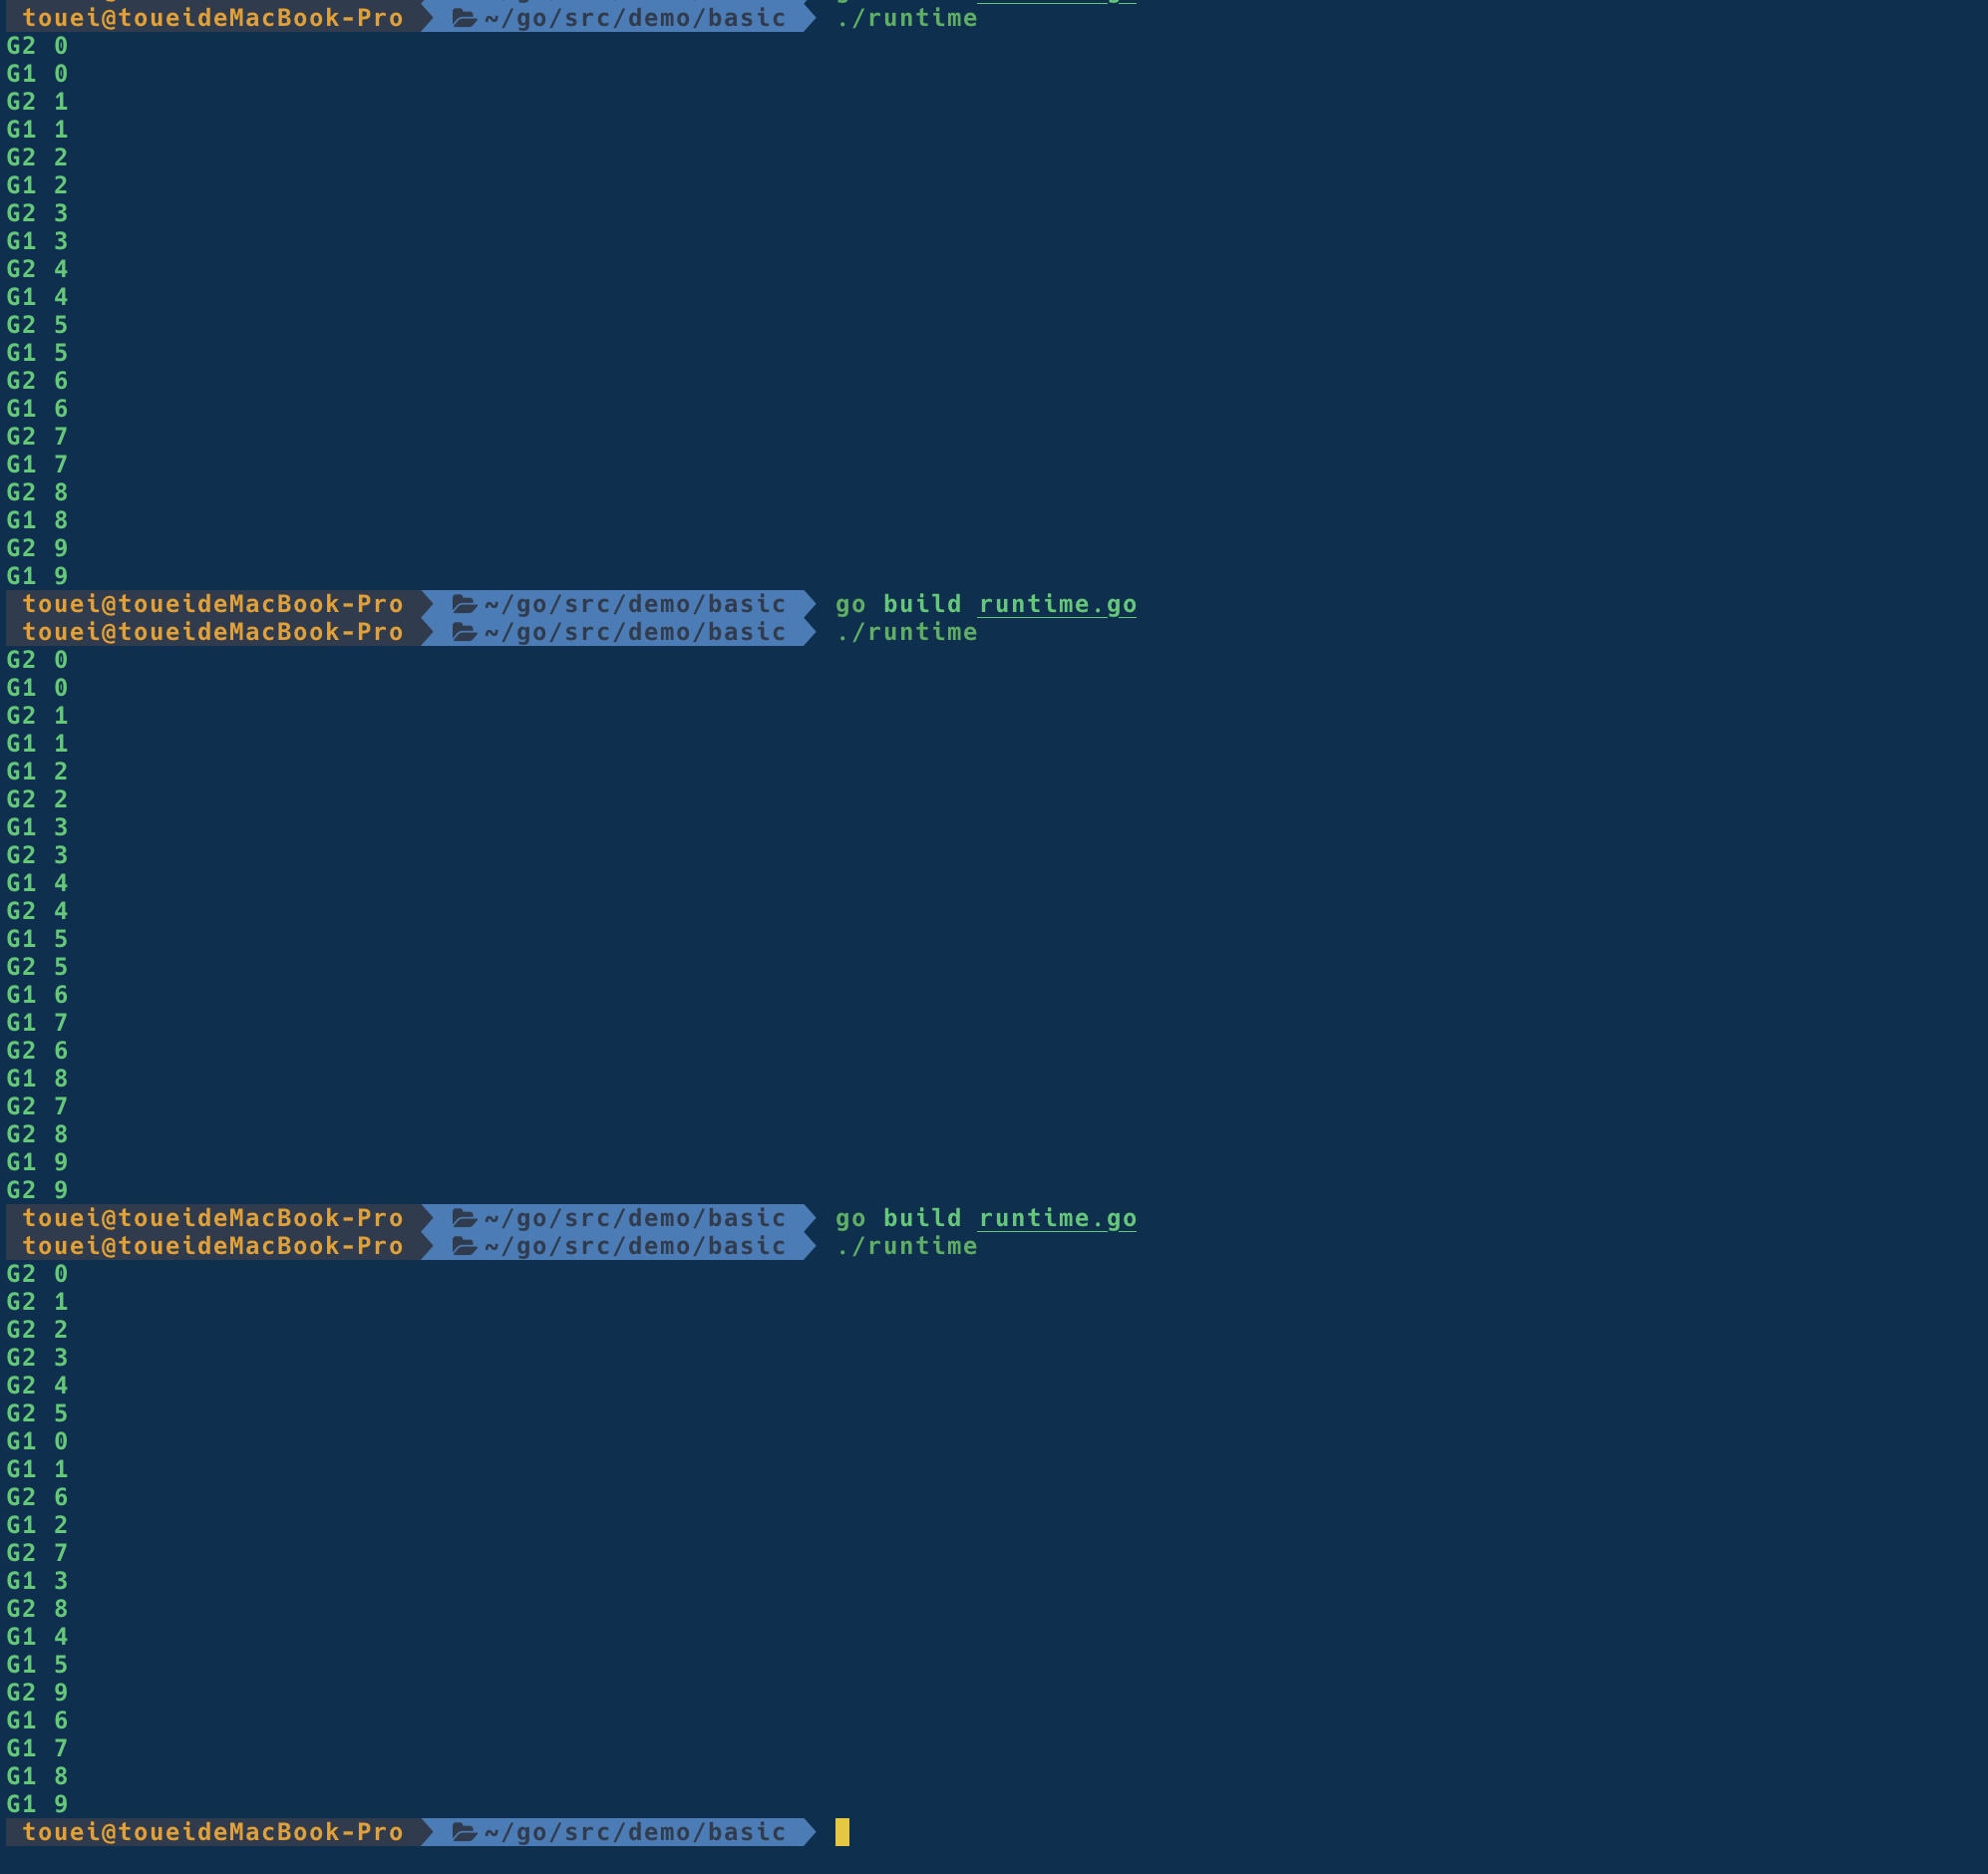 touei@toueideMacBook-Pro ~/go/src/demo/basic ./runtime
G2 0
G1 0
G2 1
G1 1
G2 2
G1 2
G2 3
G1 3
G2 4
G1 4
G2 5
G1 5
G2 6
G1 6
G2 7
G1 7
G2 8
G1 8
G2 9
G1 9
touei@toueideMacBook-Pro ~/go/src/demo/basic go build runtime.go
touei@toueideMacBook-Pro ~/go/src/demo/basic ./runtime
G2 0
G1 0
G2 1
G1 1
G1 2
G2 2
G1 3
G2 3
G1 4
G2 4
G1 5
G2 5
G1 6
G1 7
G2 6
G1 8
G2 7
G2 8
G1 9
G2 9
touei@toueideMacBook-Pro ~/go/src/demo/basic go build runtime.go
touei@toueideMacBook-Pro ~/go/src/demo/basic ./runtime
G2 0
G2 1
G2 2
G2 3
G2 4
G2 5
G1 0
G1 1
G2 6
G1 2
G2 7
G1 3
G2 8
G1 4
G1 5
G2 9
G1 6
G1 7
G1 8
G1 9
touei@toueideMacBook-Pro ~/go/src/demo/basic